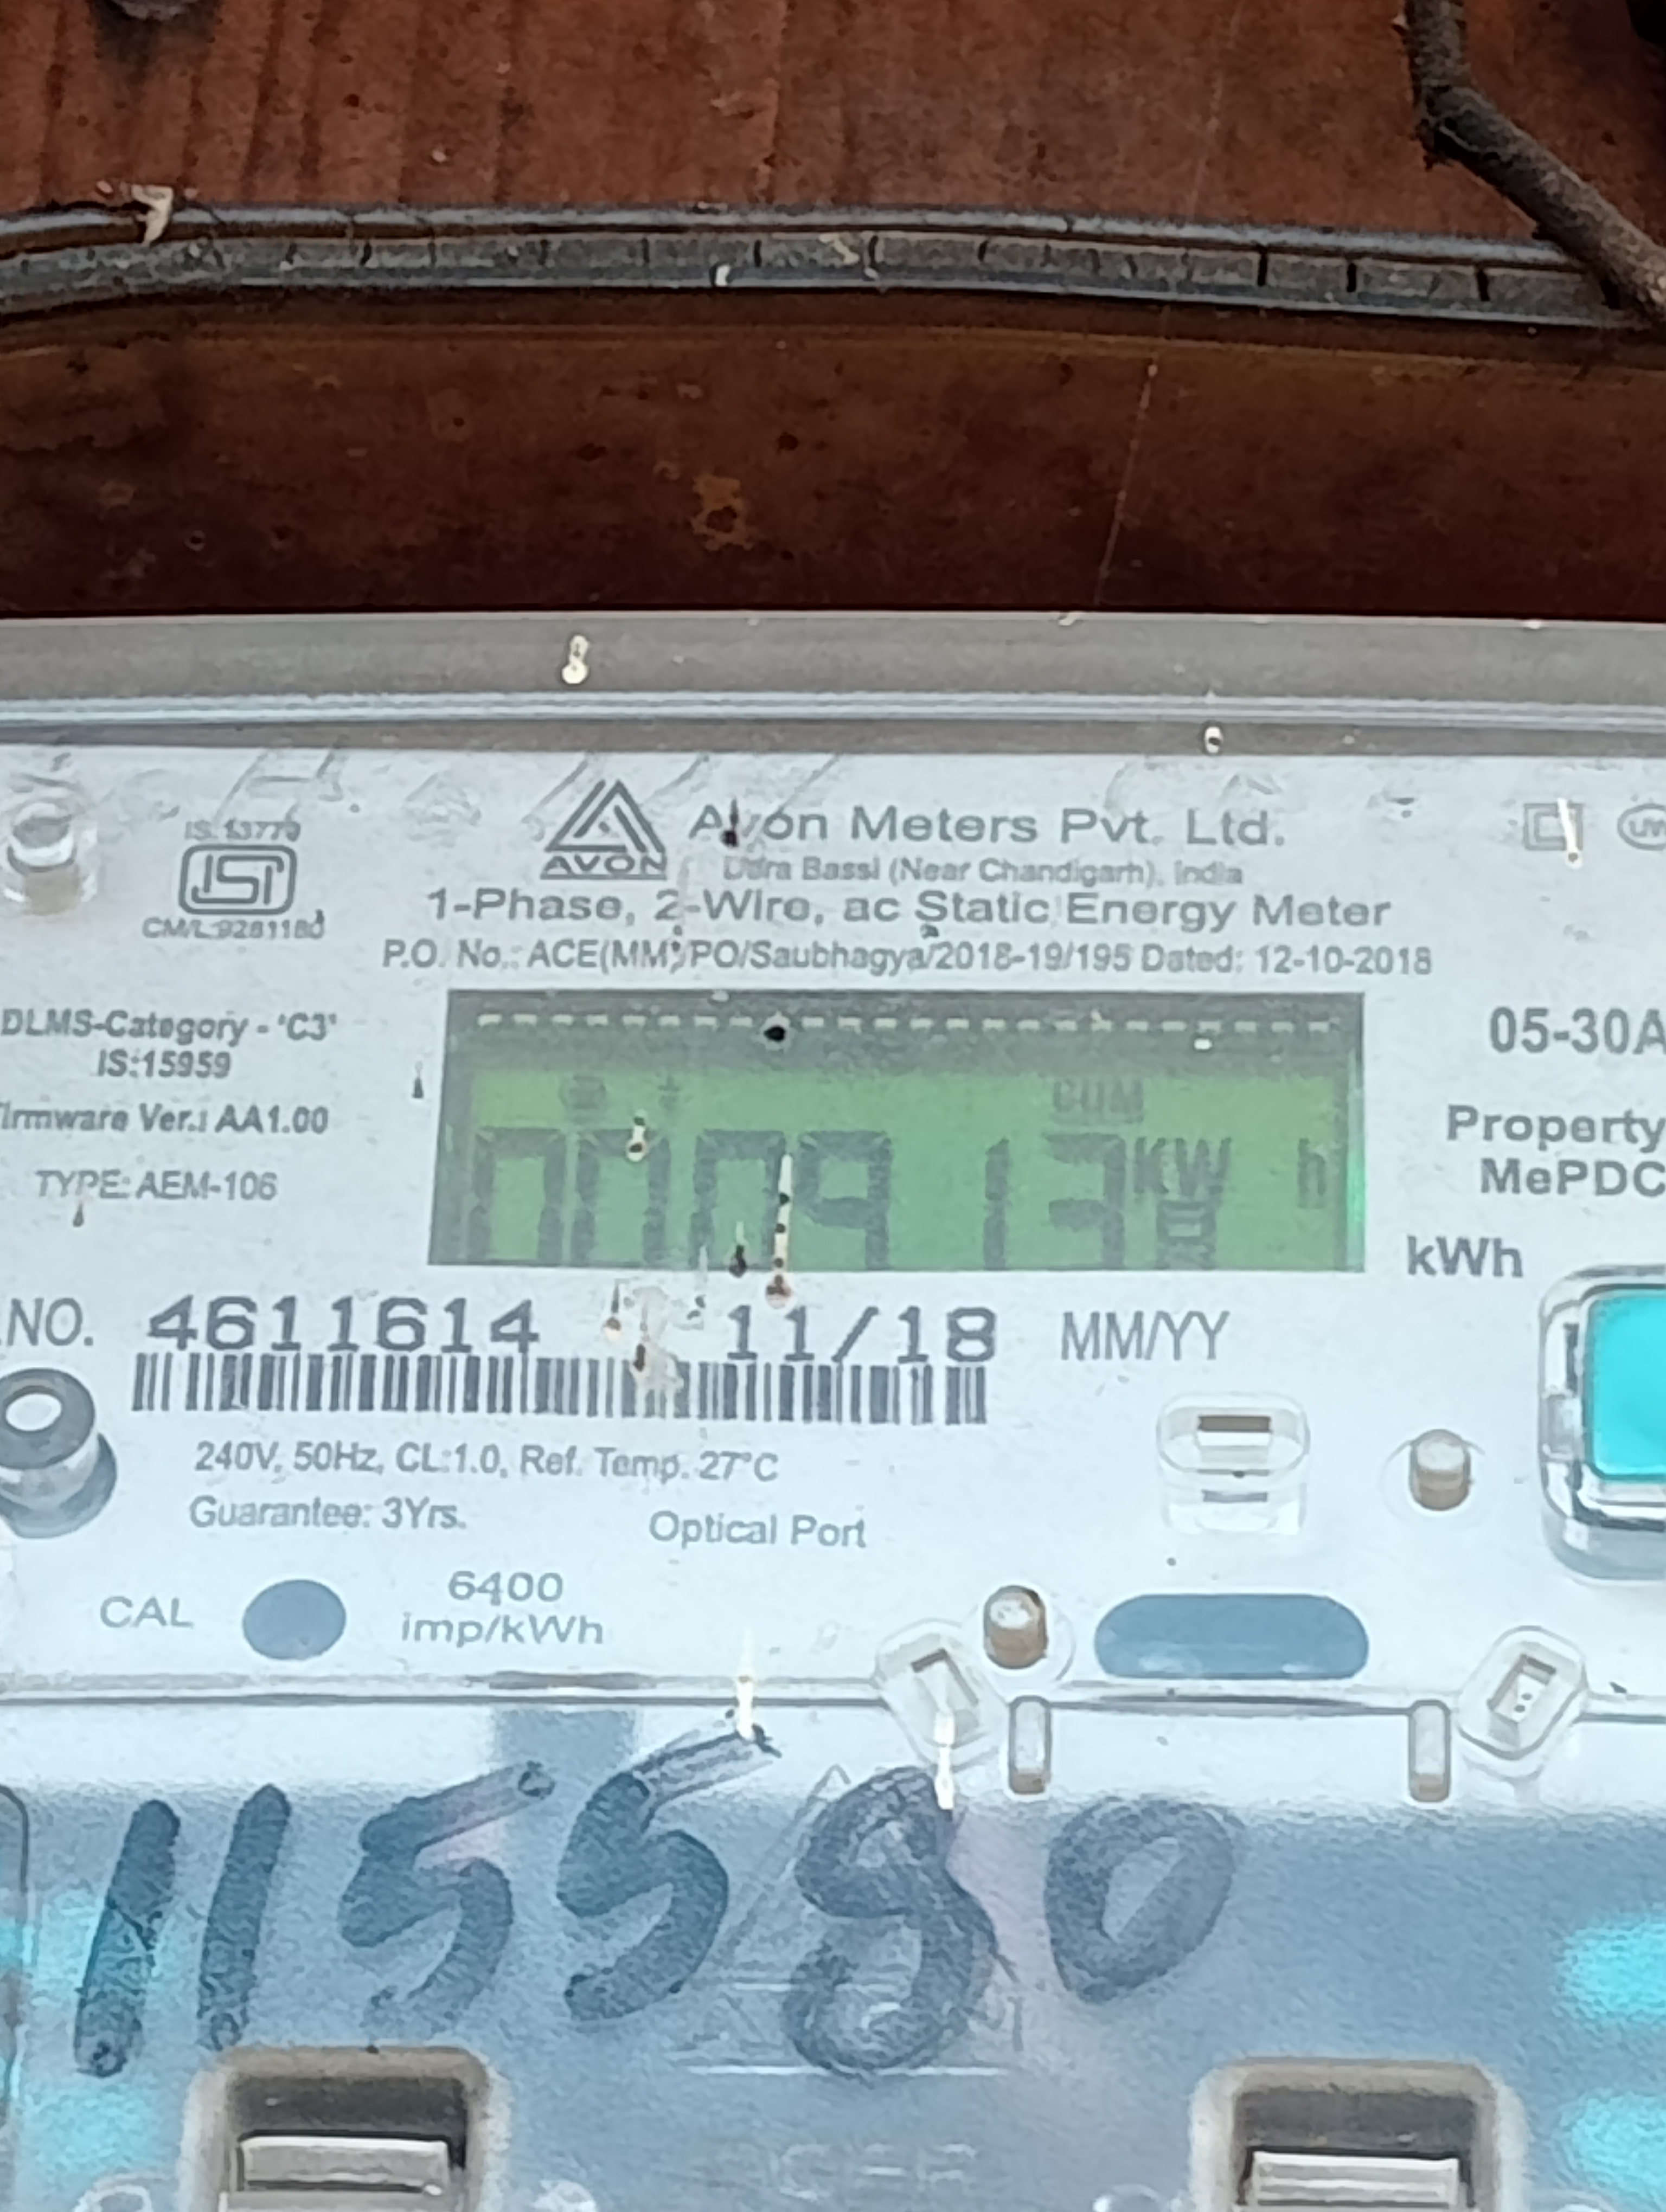 IS:13779
ISI
AVON
Avon Meters Pvt. Ltd.
Dera Bassi (Near Chandigarh), India
1-Phase, 2-Wire, ac Static Energy Meter
P.O. No.: ACE(MM)/PO/Saubhagya/2018-19/195 Dated: 12-10-2018
DLMS-Category - 'C3'
IS:15959
Firmware Ver.: AA1.00
TYPE: AEM-106
05-30A
Property
MePDC
kWh
CUM
KW h
NO. 4611614 11/18 MM/YY
240V, 50Hz, CL:1.0, Ref. Temp. 27°C
Guarantee: 3Yrs.
Optical Port
CAL
6400
imp/kWh
115580